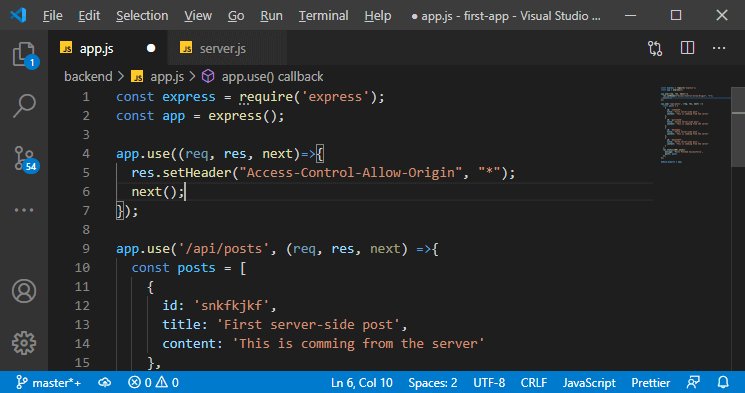 File Edit Selection View Go Run Terminal Help ● app.js - first-app - Visual Studio ...
JS app.js ● JS server.js ...
backend > JS app.js > app.use() callback
1 const express = require('express');
2 const app = express();
3
4 app.use((req, res, next)=>{
5 res.setHeader("Access-Control-Allow-Origin", "*");
6 next();
7 });
8
9 app.use('/api/posts', (req, res, next) =>{
10 const posts = [
11 {
12 id: 'snkfkjkf',
13 title: 'First server-side post',
14 content: 'This is comming from the server'
15 },
1
54
master*+ 0 0 Ln 6, Col 10 Spaces: 2 UTF-8 CRLF JavaScript Prettier